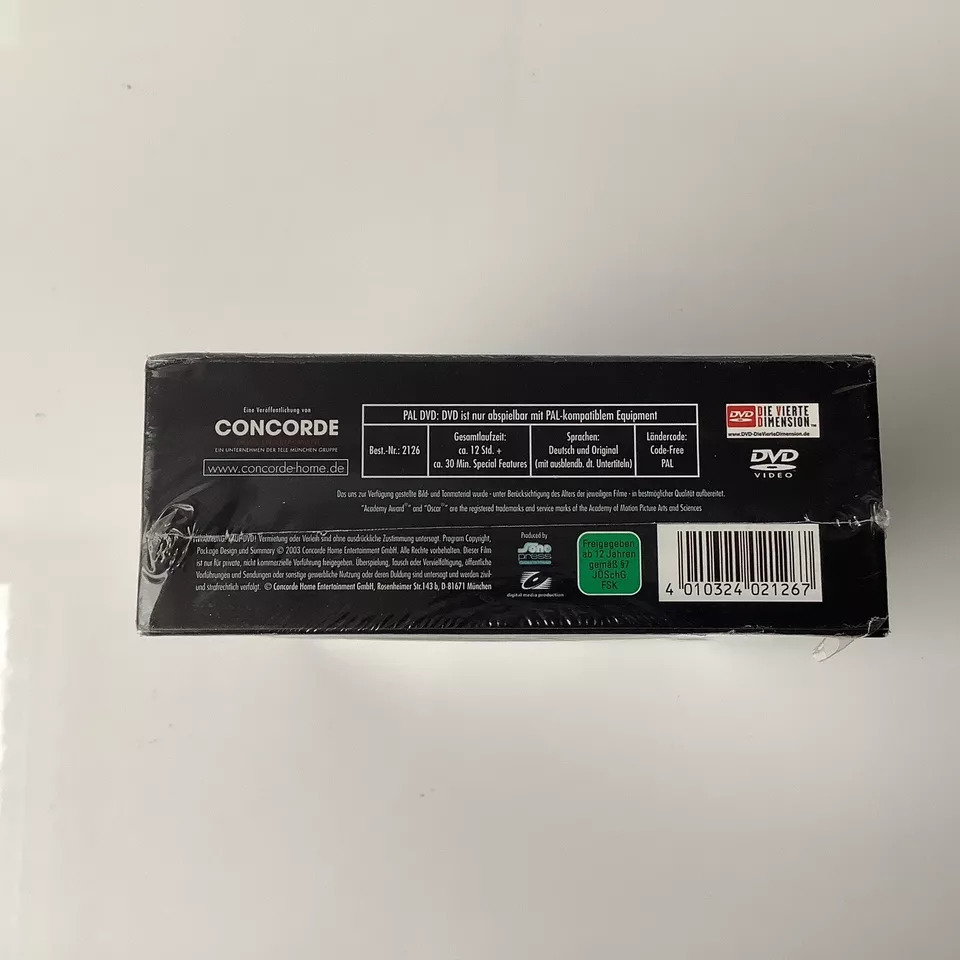 Eine Veröffentlichung von
CONCORDE
EIN UNTERNEHMEN DER TELE MÜNCHEN GRUPPE
www.concorde-home.de
PAL DVD: DVD ist nur abspielbar mit PAL-kompatiblem Equipment
Best.-Nr.: 2126
Gesamtlaufzeit:
ca. 12 Std. +
ca. 30 Min. Special Features
Sprachen:
Deutsch und Original
(mit ausblendb. dt. Untertiteln)
Ländercode:
Code-Free
PAL
DVD DIE VIERTE
DIMENSION™
www.DVD-DieVierteDimension.de
DVD
VIDEO
Das uns zur Verfügung gestellte Bild- und Tonmaterial wurde - unter Berücksichtigung des Alters der jeweiligen Filme - in bestmöglicher Qualität aufbereitet.
"Academy Award™" und "Oscar™" are the registered trademarks and service marks of the Academy of Motion Picture Arts and Sciences
KAUF-DVD! Vermietung oder Verleih sind ohne ausdrückliche Zustimmung untersagt. Program Copyright,
Package Design und Summary © 2003 Concorde Home Entertainment GmbH. Alle Rechte vorbehalten. Dieser Film
ist nur für private, nicht kommerzielle Vorführung freigegeben. Überspielung, Tausch oder Vervielfältigung, öffentliche
Vorführungen und Sendungen oder sonstige gewerbliche Nutzung oder deren Duldung sind untersagt und werden zivil-
und strafrechtlich verfolgt. © Concorde Home Entertainment GmbH, Rosenheimer Str.143 b, D-81671 München
Produced by
sono
press
digital media production
Freigegeben
ab 12 Jahren
gemäß §7
JÖSchG
FSK
4 010324 021267